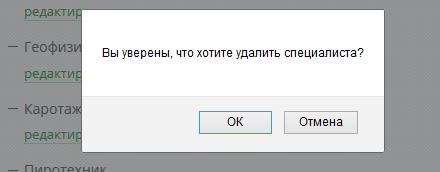 редактир
— Геофизи
Вы уверены, что хотите удалить специалиста?
редактир
— Каротаж
ОК
Отмена
редактир
— Пиротехник